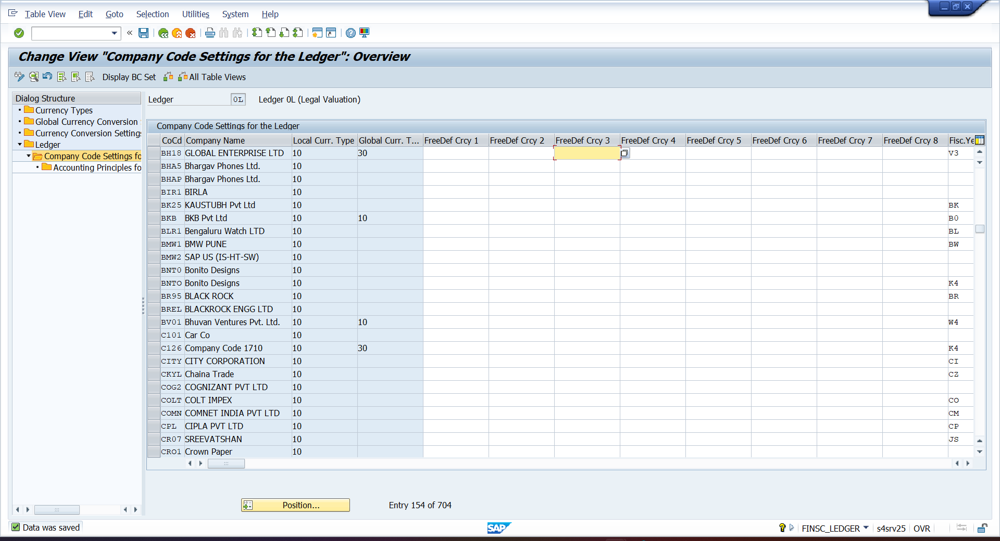 Table View Edit Goto Selection Utilities System Help
Change View "Company Code Settings for the Ledger": Overview
Display BC Set All Table Views
Dialog Structure
Currency Types
Global Currency Conversion
Currency Conversion Settings
Ledger
Company Code Settings fo
Accounting Principles fo
Ledger 0L Ledger 0L (Legal Valuation)
Company Code Settings for the Ledger
CoCd Company Name Local Curr. Type Global Curr. T... FreeDef Crcy 1 FreeDef Crcy 2 FreeDef Crcy 3 FreeDef Crcy 4 FreeDef Crcy 5 FreeDef Crcy 6 FreeDef Crcy 7 FreeDef Crcy 8 Fisc.Ye
BH18 GLOBAL ENTERPRISE LTD 10 30 V3
BHA5 Bhargav Phones Ltd. 10
BHAP Bhargav Phones Ltd. 10
BIR1 BIRLA 10
BK25 KAUSTUBH Pvt Ltd 10 BK
BKB BKB Pvt Ltd 10 10 B0
BLR1 Bengaluru Watch LTD 10 BL
BMW1 BMW PUNE 10 BW
BMW2 SAP US (IS-HT-SW) 10
BNT0 Bonito Designs 10
BNTO Bonito Designs 10 K4
BR95 BLACK ROCK 10 BR
BREL BLACKROCK ENGG LTD 10
BV01 Bhuvan Ventures Pvt. Ltd. 10 10 W4
C101 Car Co 10
C126 Company Code 1710 10 30 K4
CITY CITY CORPORATION 10 CI
CKYL Chaina Trade 10 CZ
COG2 COGNIZANT PVT LTD 10
COLT COLT IMPEX 10 CO
COMN COMNET INDIA PVT LTD 10 CM
CPL CIPLA PVT LTD 10 CP
CR07 SREEVATSHAN 10 JS
CRO1 Crown Paper 10
Position... Entry 154 of 704
Data was saved SAP FINSC_LEDGER s4srv25 OVR